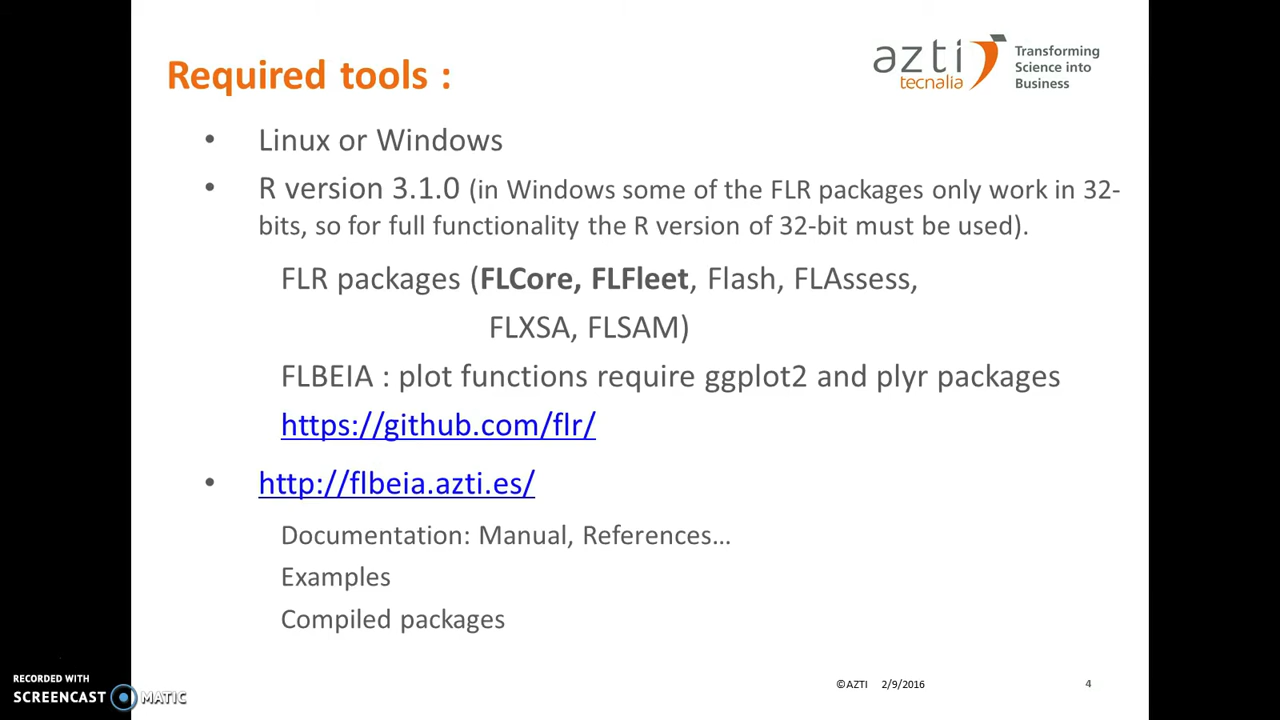 Required tools :
azti
tecnalia
Transforming
Science into
Business
• Linux or Windows
• R version 3.1.0 (in Windows some of the FLR packages only work in 32-
bits, so for full functionality the R version of 32-bit must be used).
FLR packages (FLCore, FLFleet, Flash, FLAssess,
FLXSA, FLSAM)
FLBEIA : plot functions require ggplot2 and plyr packages
https://github.com/flr/
• http://flbeia.azti.es/
Documentation: Manual, References…
Examples
Compiled packages
RECORDED WITH
SCREENCAST MATIC
©AZTI 2/9/2016 4